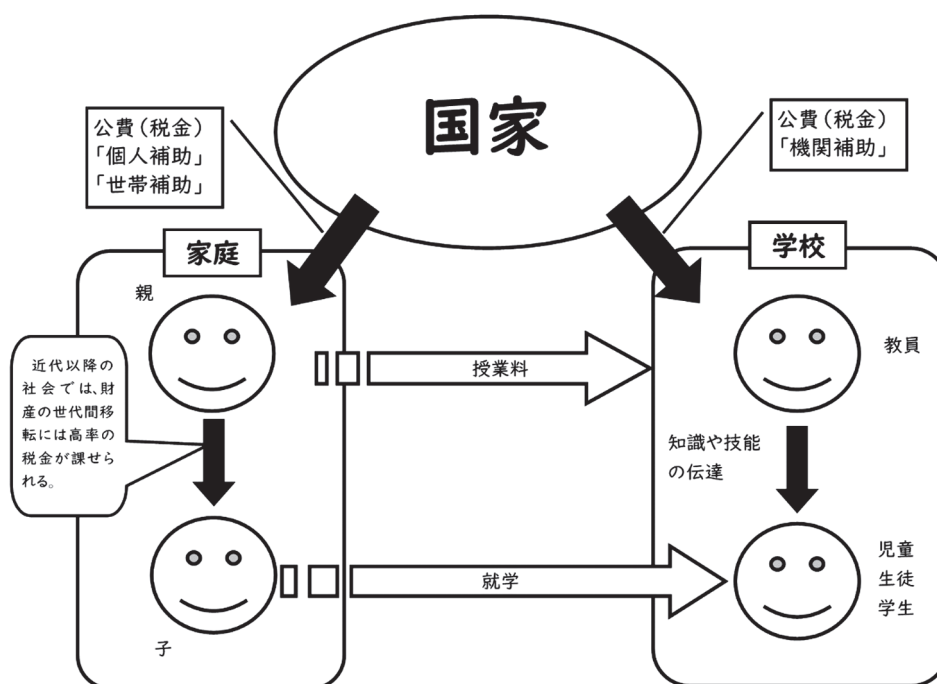 国家
公費（税金）
「個人補助」
「世帯補助」
公費（税金）
「機関補助」
家庭
学校
親
教員
近代以降の
社会では、財
産の世代間移
転には高率の
税金が課せら
れる。
授業料
知識や技能
の伝達
就学
児童
生徒
学生
子